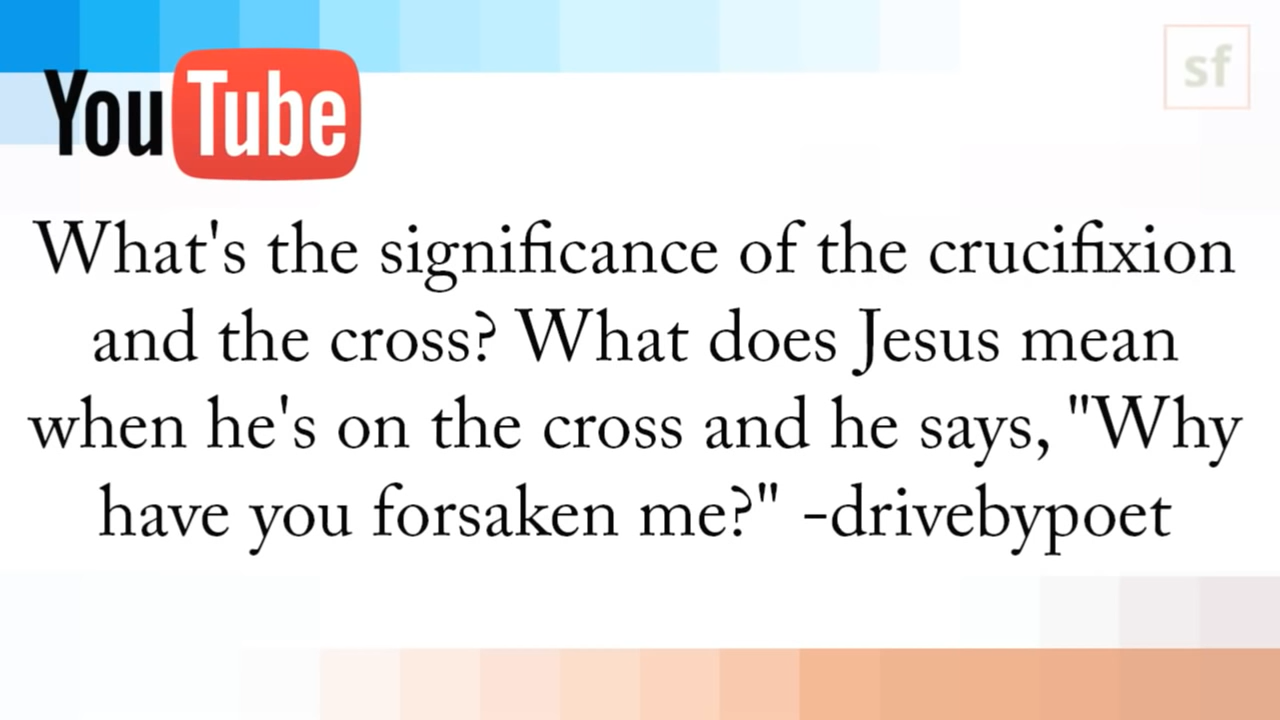 YouTube
sf
What's the significance of the crucifixion
and the cross? What does Jesus mean
when he's on the cross and he says, "Why
have you forsaken me?" -drivebypoet